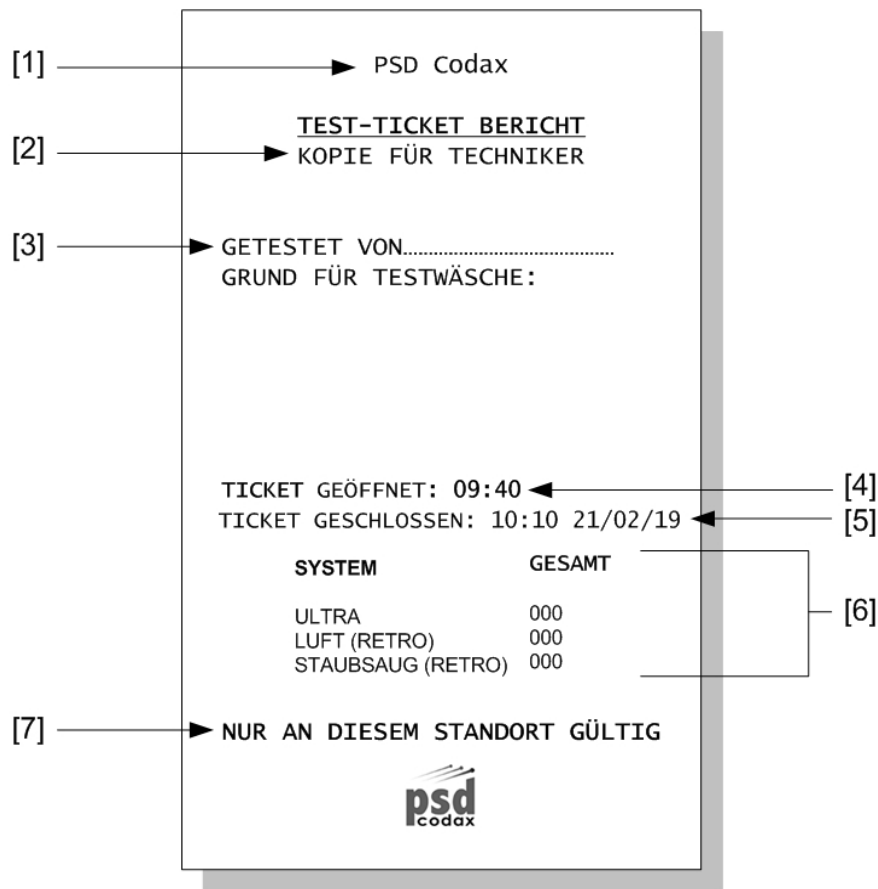 [1] PSD Codax
TEST-TICKET BERICHT
[2] KOPIE FÜR TECHNIKER
[3] GETESTET VON......................................
GRUND FÜR TESTWÄSCHE:
TICKET GEÖFFNET: 09:40 [4]
TICKET GESCHLOSSEN: 10:10 21/02/19 [5]
SYSTEM GESAMT
[6]
ULTRA 000
LUFT (RETRO) 000
STAUBSAUG (RETRO) 000
[7] NUR AN DIESEM STANDORT GÜLTIG
psd
codax